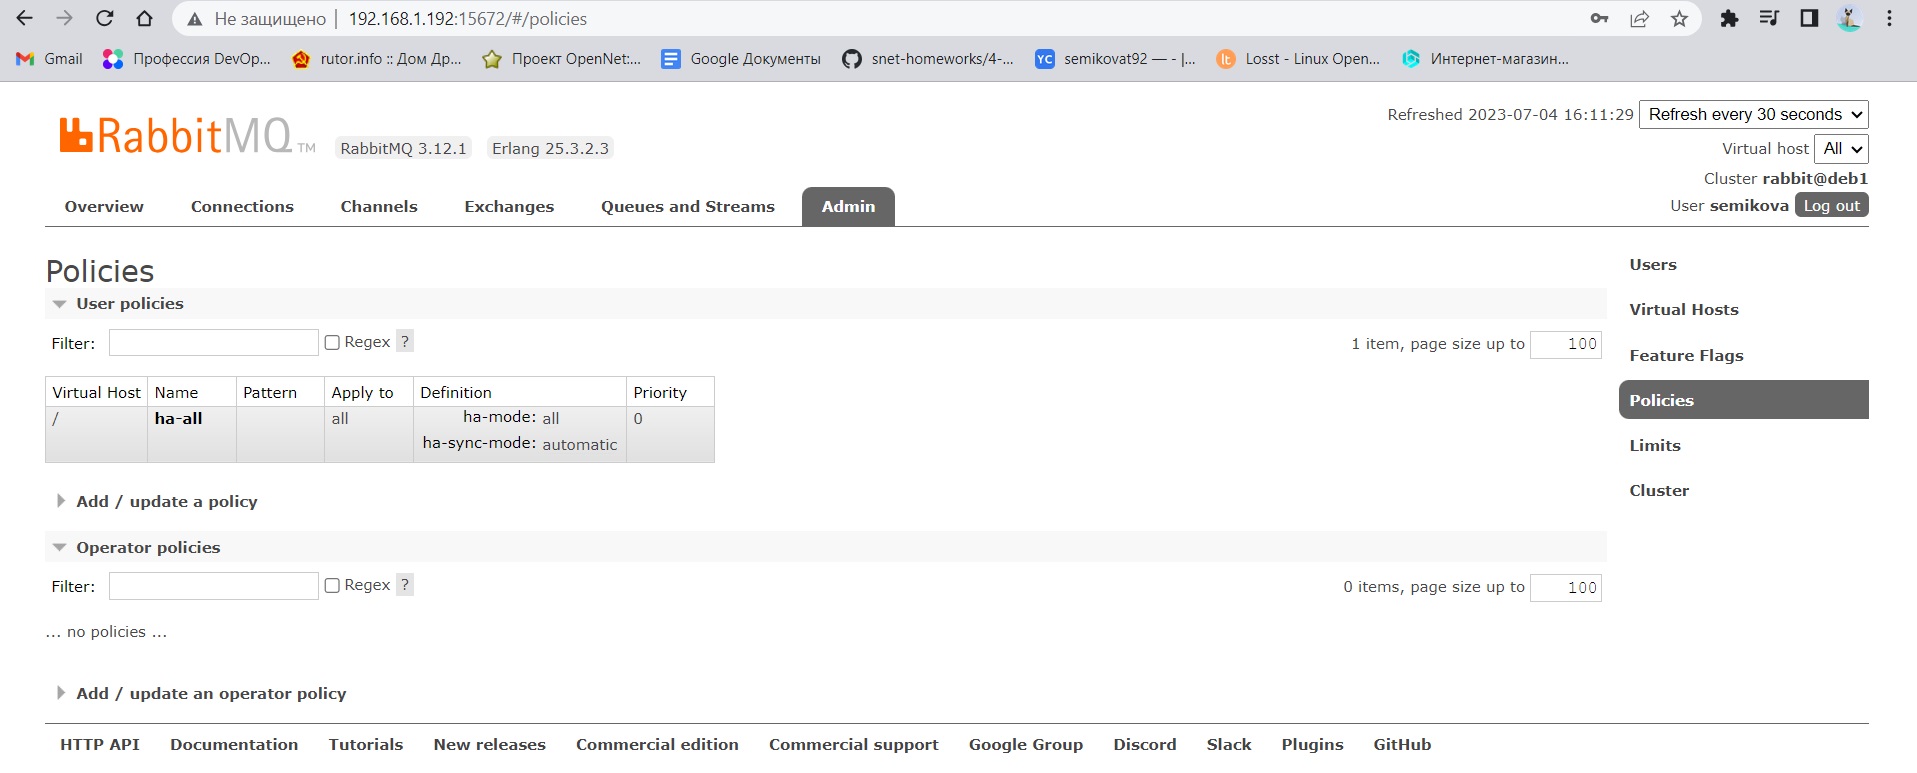 Не защищено | 192.168.1.192:15672/#/policies
Gmail Профессия DevOp... rutor.info :: Дом Др... Проект OpenNet:... Google Документы snet-homeworks/4-... YC semikovat92 — - |... lt Losst - Linux Open... Интернет-магазин...
RabbitMQ TM RabbitMQ 3.12.1 Erlang 25.3.2.3
Refreshed 2023-07-04 16:11:29 Refresh every 30 seconds
Virtual host All
Cluster rabbit@deb1
User semikova Log out
Overview Connections Channels Exchanges Queues and Streams Admin
Policies
User policies
Filter: Regex ? 1 item, page size up to 100
Virtual Host Name Pattern Apply to Definition Priority
/ ha-all all ha-mode: all 0
ha-sync-mode: automatic
Add / update a policy
Operator policies
Filter: Regex ? 0 items, page size up to 100
... no policies ...
Add / update an operator policy
Users
Virtual Hosts
Feature Flags
Policies
Limits
Cluster
HTTP API Documentation Tutorials New releases Commercial edition Commercial support Google Group Discord Slack Plugins GitHub